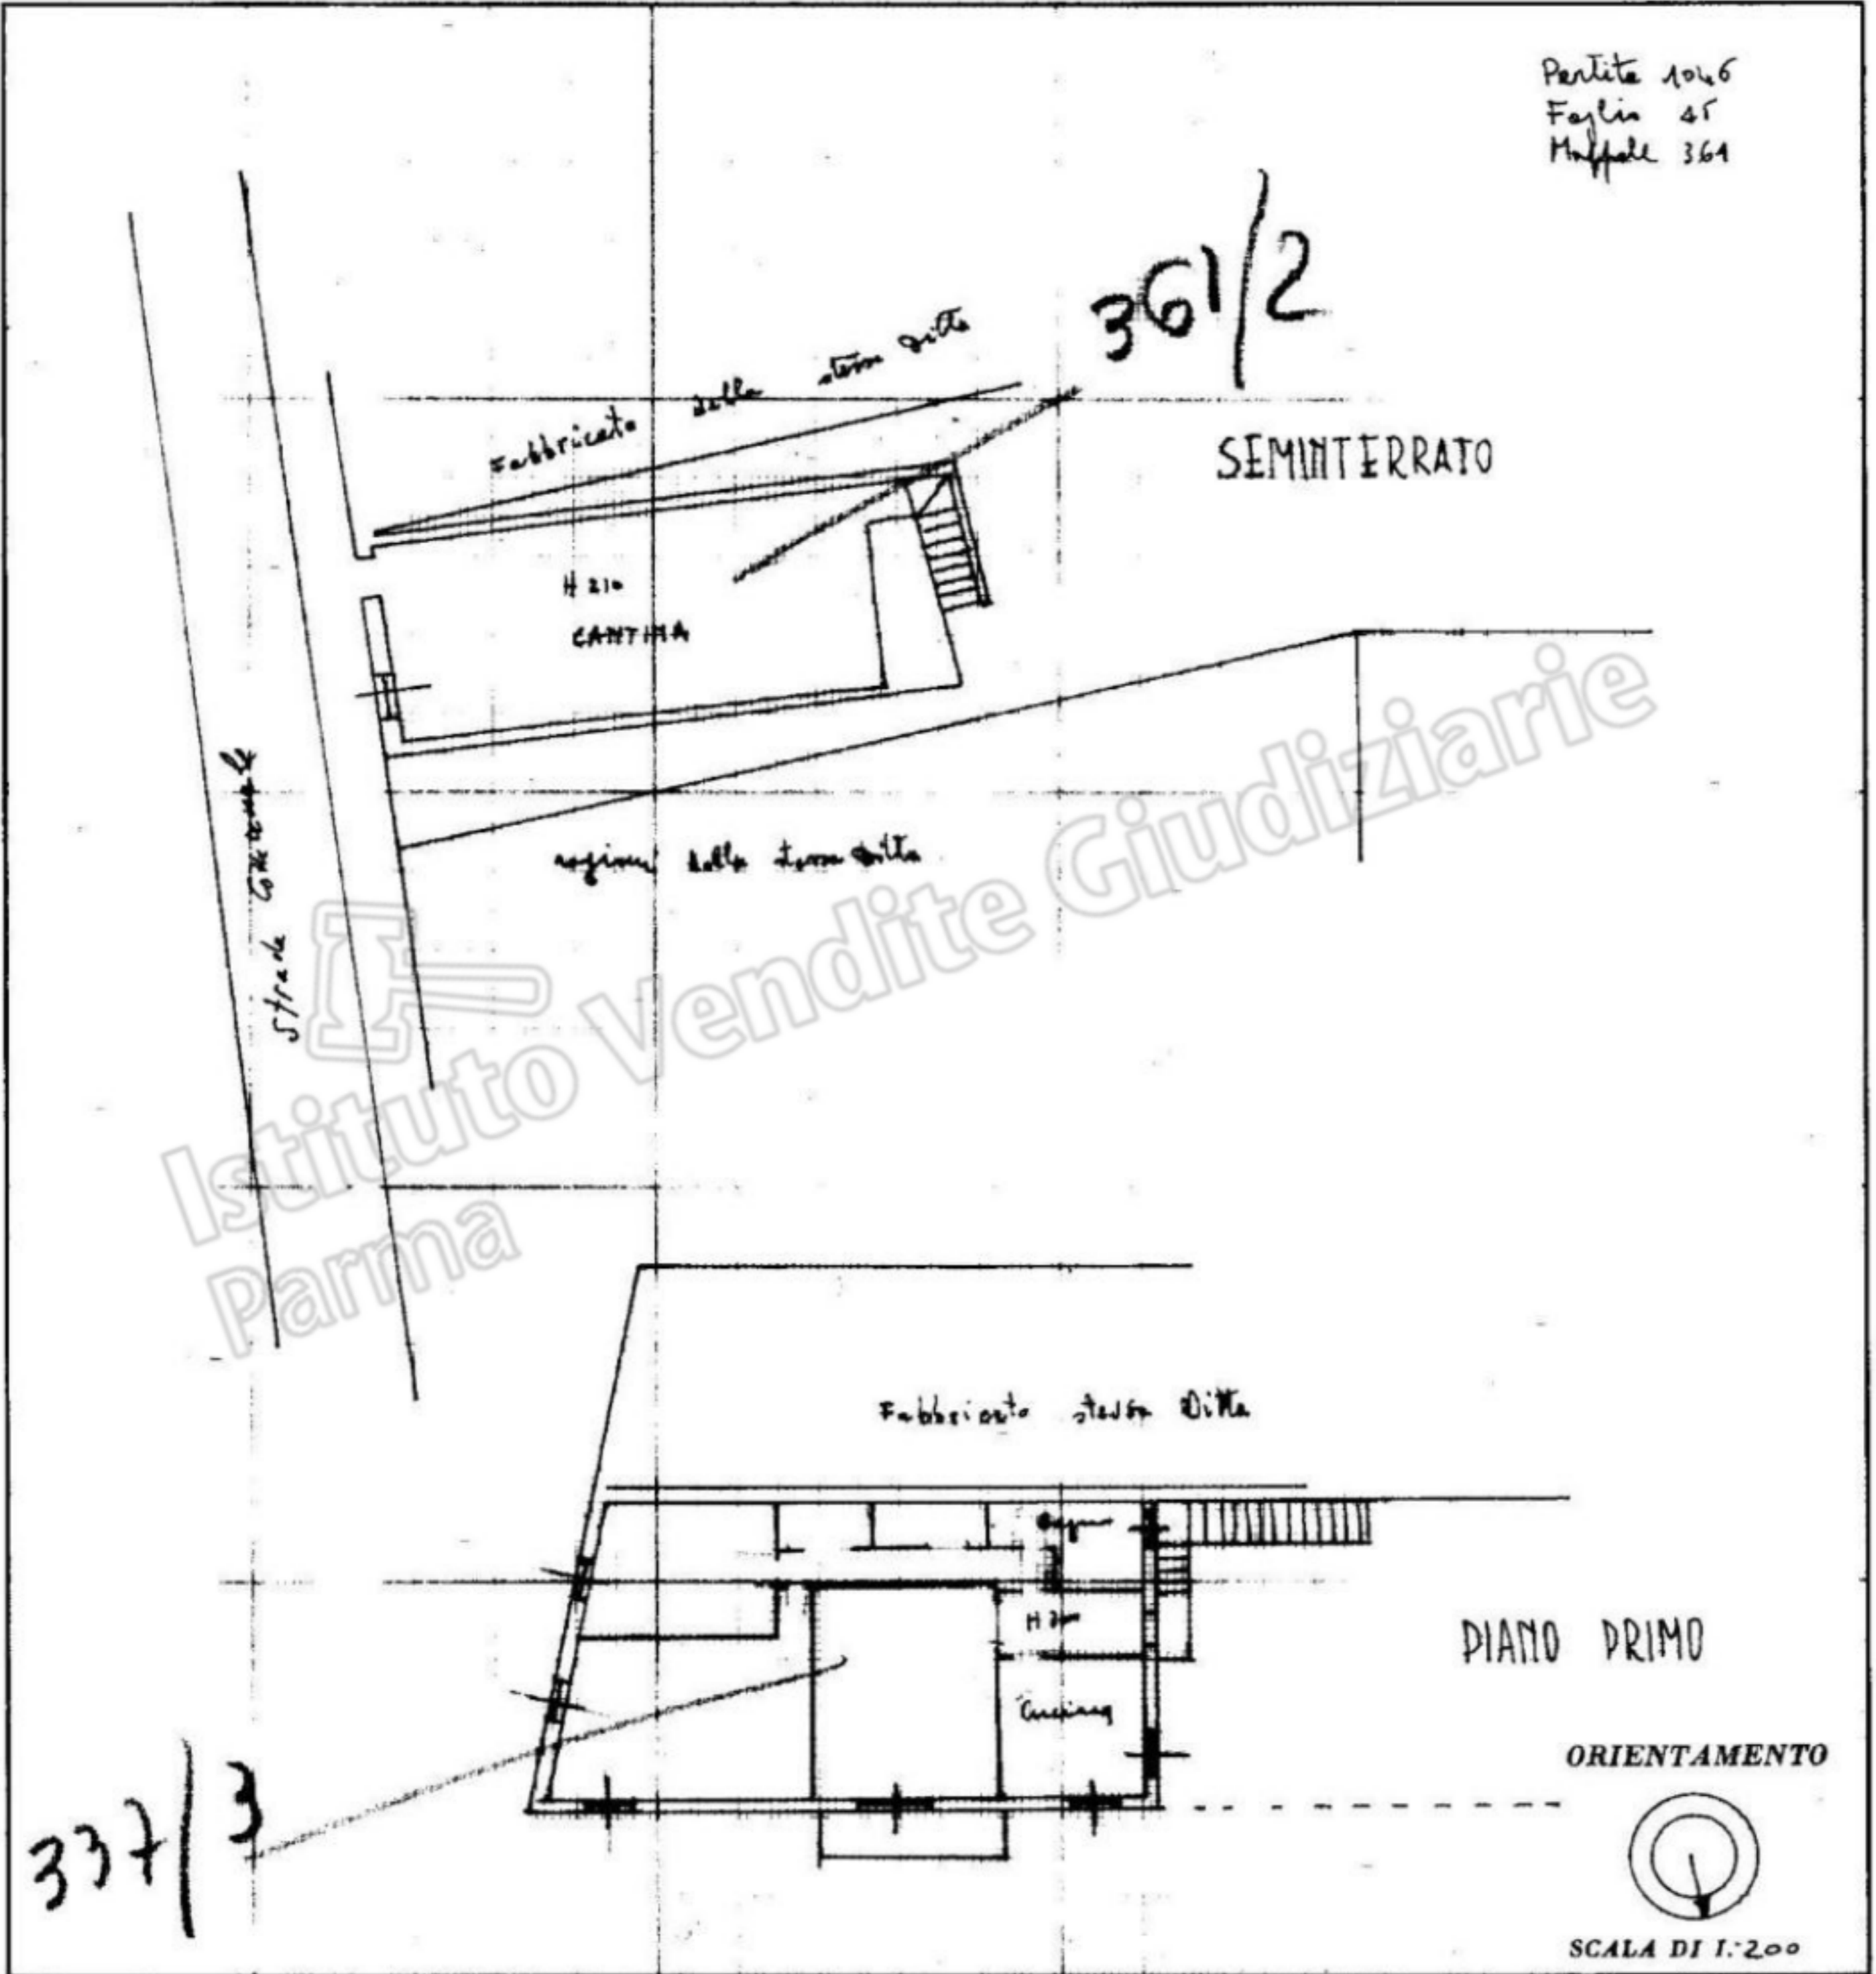 Partita 1046
Foglio 45
Mappale 361
361/2
Fabbricato della stessa Ditta
SEMINTERRATO
H 210
CANTINA
Strada Comunale
ragioni della stessa Ditta
Istituto Vendite Giudiziarie
Parma
Fabbricato stessa Ditta
Bagno
H 300
Cucina
PIANO PRIMO
337/3
ORIENTAMENTO
SCALA DI 1:200